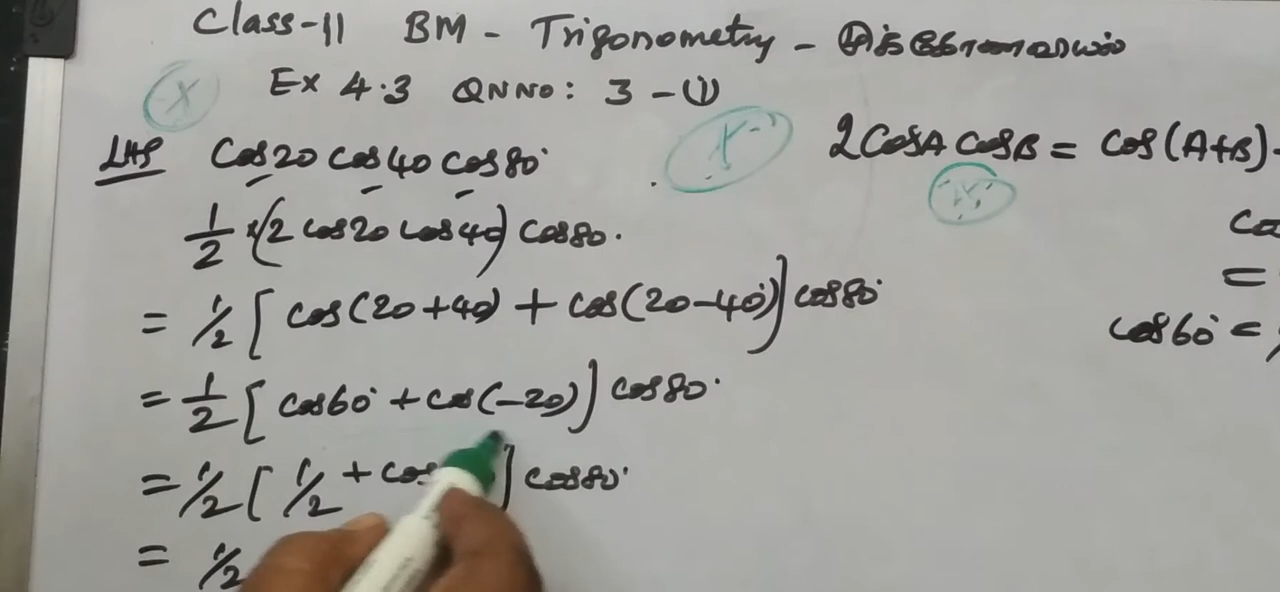 Class-11 BM - Trigonometry -
Ex 4.3 QNNO: 3 -(i)
LHS Cos20 cos40 cos80°
2CosA CosB = Cos(A+B)
1/2 × (2 cos20 cos40) cos80.
= 1/2 [ cos(20+40) + cos(20-40°)] cos80°
cos60° =
= 1/2 [ cos60° + cos(-20)] cos80°
= 1/2 [ 1/2 + cos ] cos80°
= 1/2